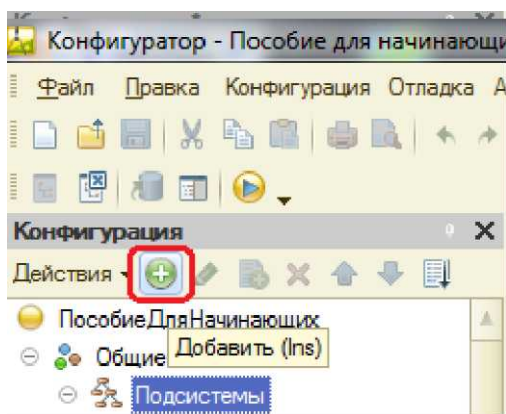 Конфигуратор - Пособие для начинающи
Файл Правка Конфигурация Отладка А
Конфигурация
Действия
ПособиеДляНачинающих
Общие
Добавить (Ins)
Подсистемы